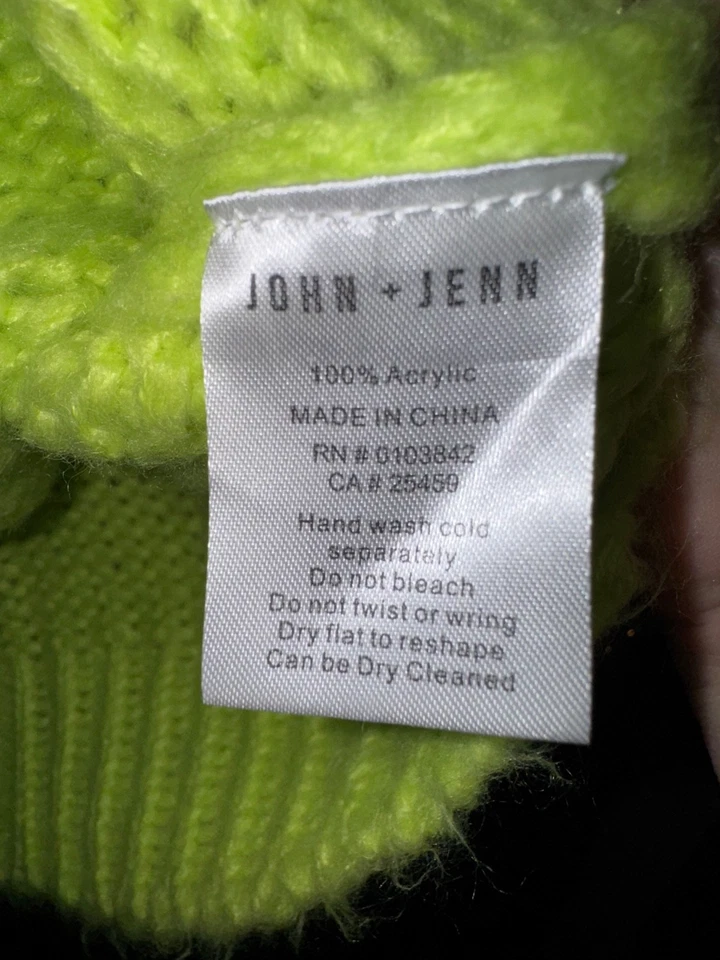 JOHN + JENN
100% Acrylic
MADE IN CHINA
RN # 0103842
CA # 25459
Hand wash cold
separately
Do not bleach
Do not twist or wring
Dry flat to reshape
Can be Dry Cleaned